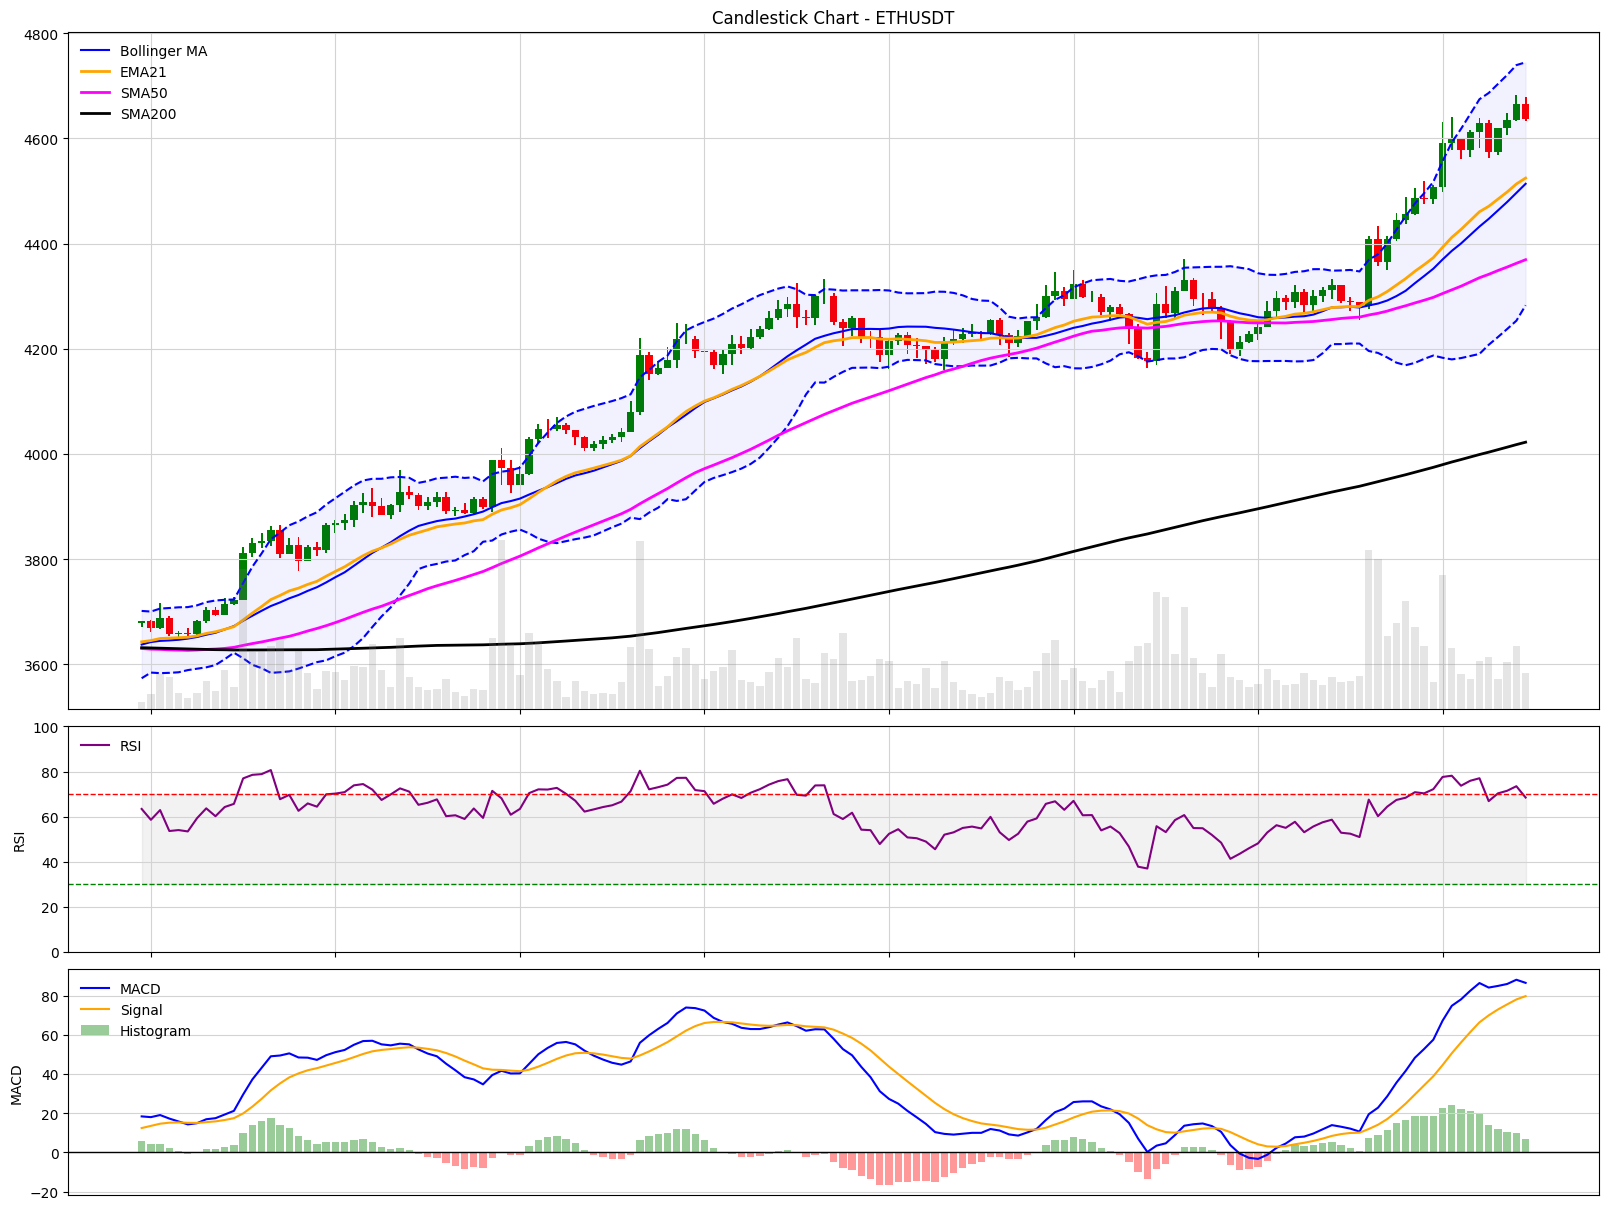 Candlestick Chart - ETHUSDT
4800
4600
4400
4200
4000
3800
3600
Bollinger MA
EMA21
SMA50
SMA200
100
80
60
40
20
0
RSI
RSI
80
60
40
20
0
−20
MACD
MACD
Signal
Histogram